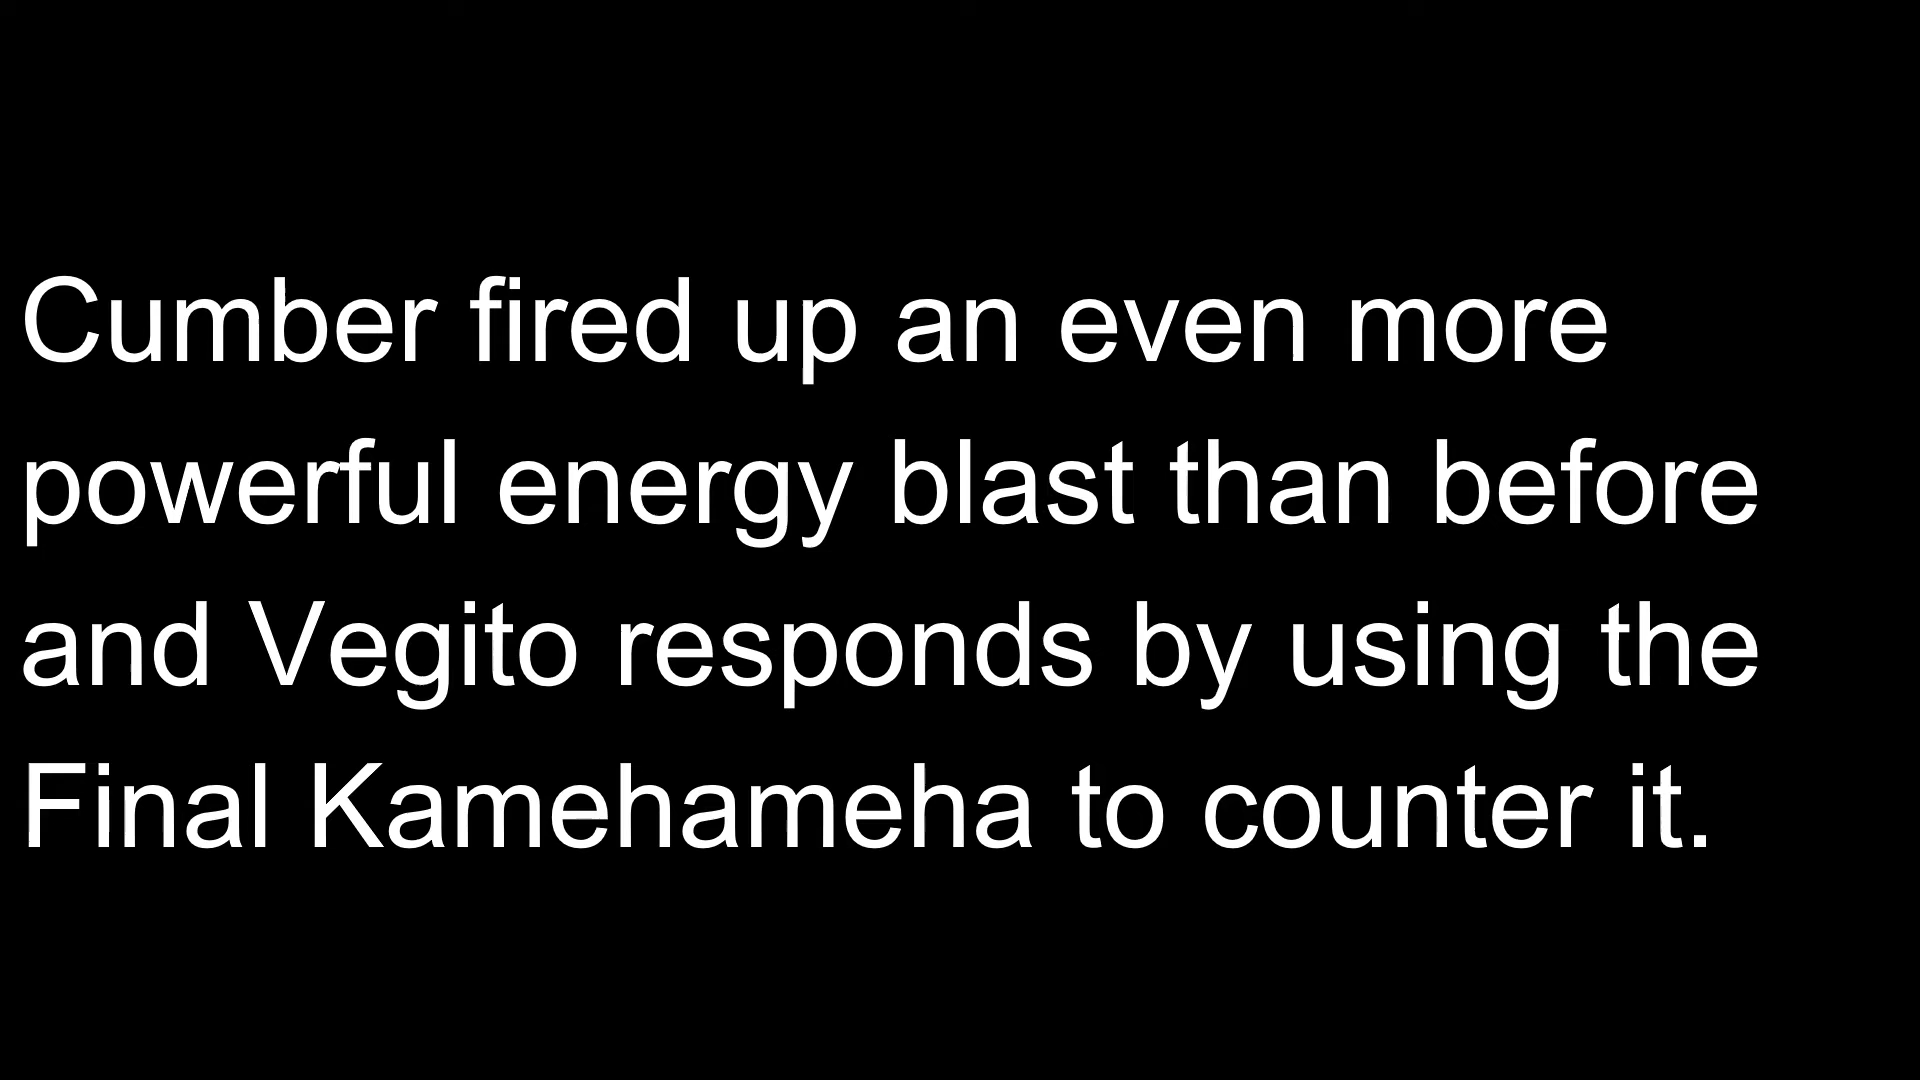 Cumber fired up an even more
powerful energy blast than before
and Vegito responds by using the
Final Kamehameha to counter it.